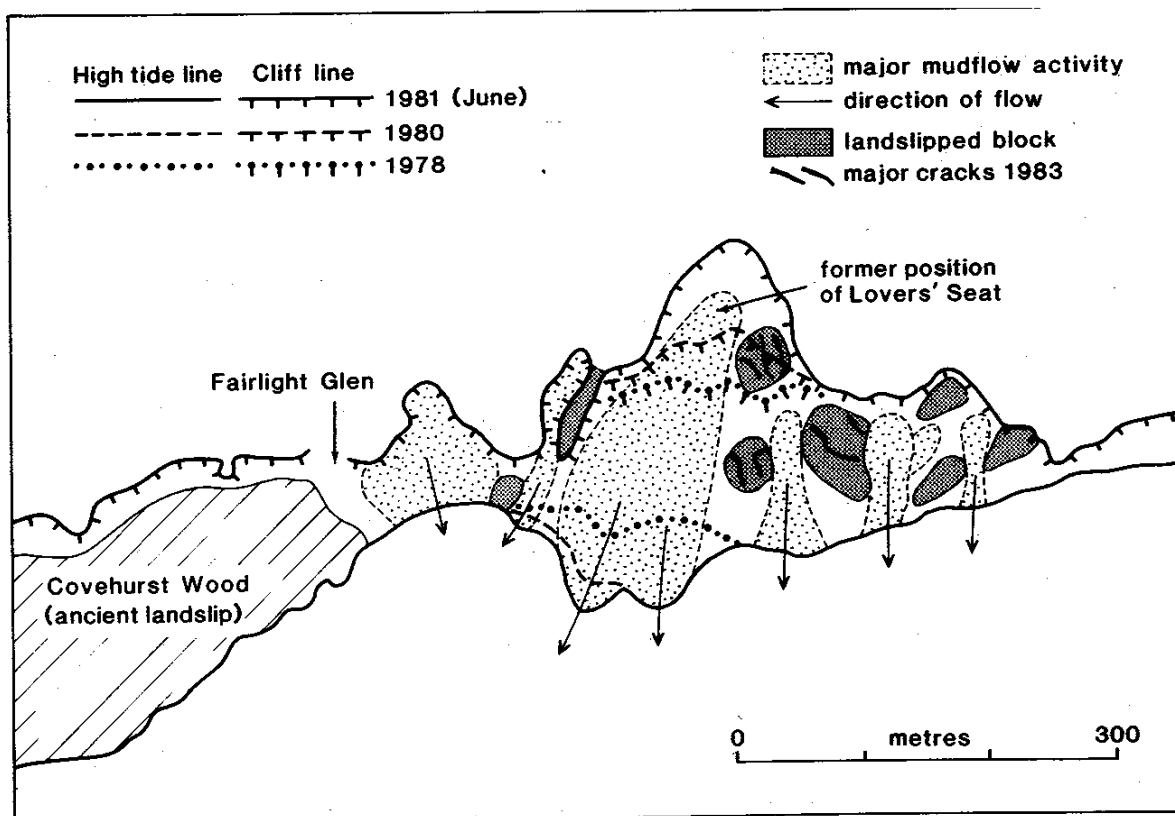 High tide line Cliff line
1981 (June)
1980
1978
major mudflow activity
direction of flow
landslipped block
major cracks 1983
former position
of Lovers' Seat
Fairlight Glen
Covehurst Wood
(ancient landslip)
0 metres 300